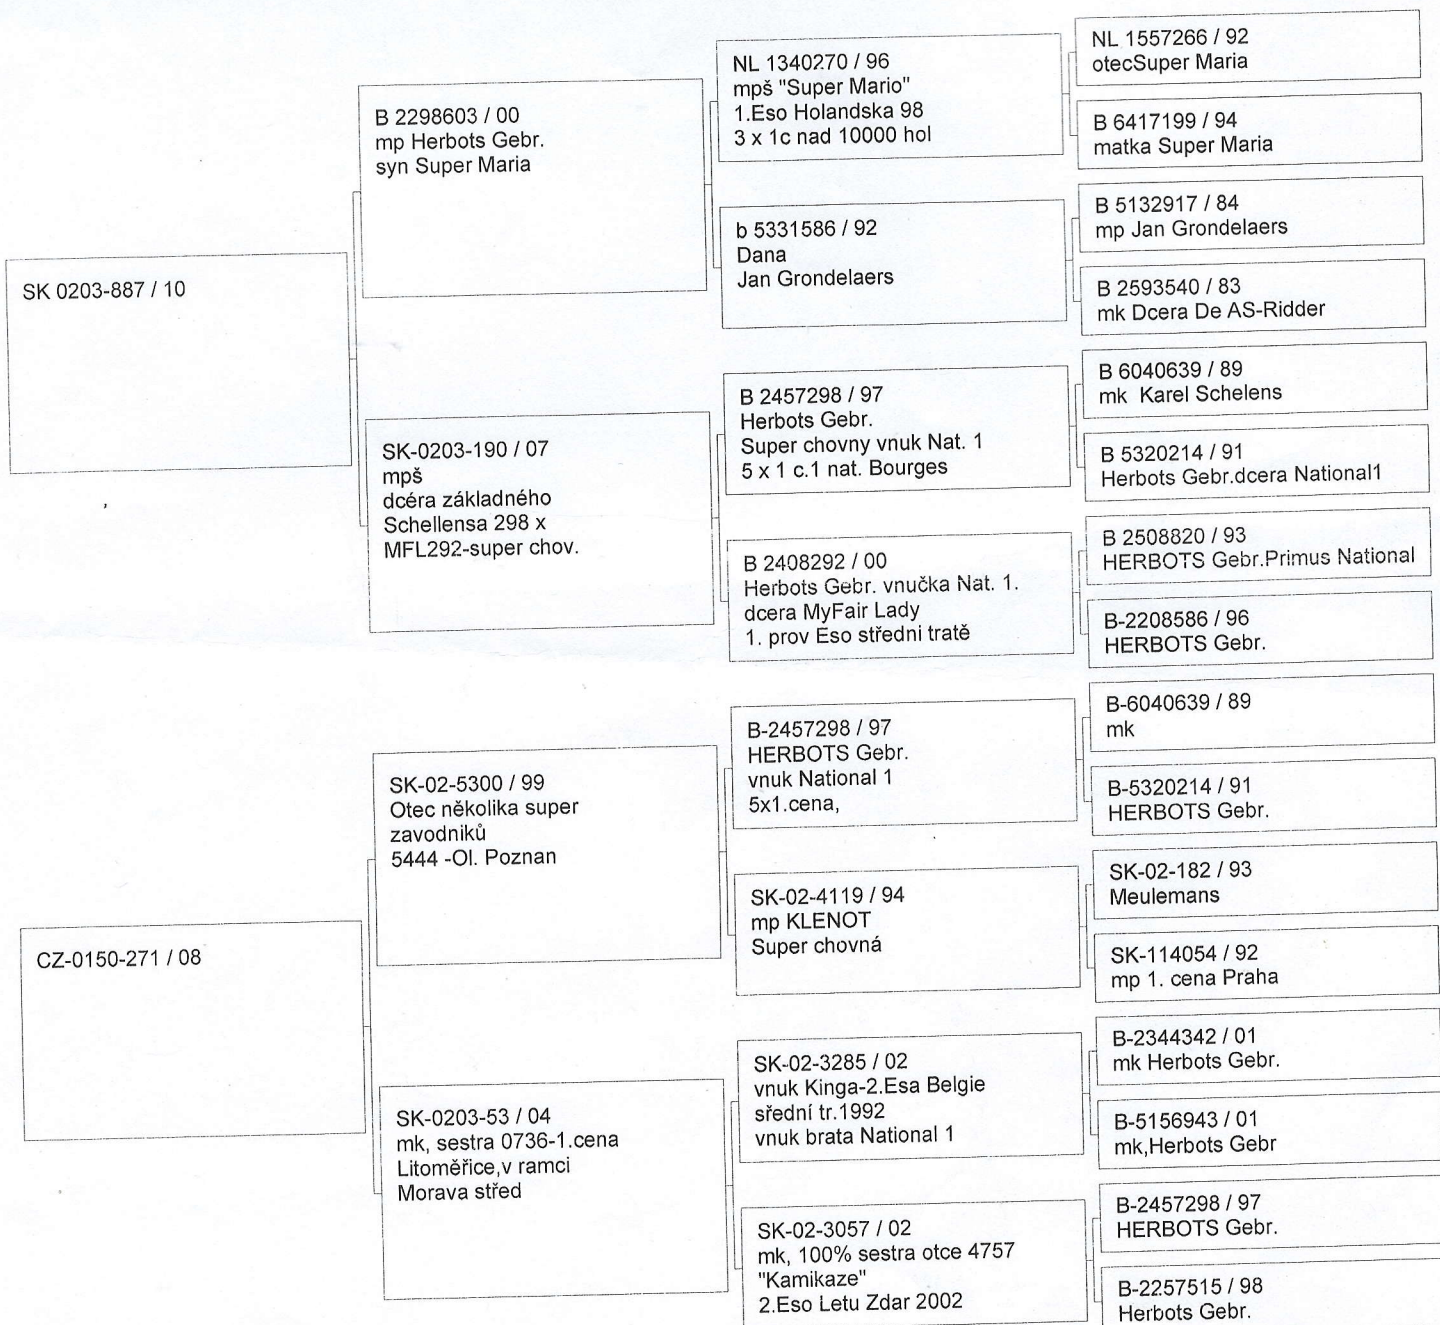 SK 0203-887 / 10
B 2298603 / 00
mp Herbots Gebr.
syn Super Maria
SK-0203-190 / 07
mpš
dcéra základného
Schellensa 298 x
MFL292-super chov.
NL 1340270 / 96
mpš "Super Mario"
1.Eso Holandska 98
3 x 1c nad 10000 hol
b 5331586 / 92
Dana
Jan Grondelaers
B 2457298 / 97
Herbots Gebr.
Super chovny vnuk Nat. 1
5 x 1 c.1 nat. Bourges
B 2408292 / 00
Herbots Gebr. vnučka Nat. 1.
dcera MyFair Lady
1. prov Eso středni tratě
NL 1557266 / 92
otecSuper Maria
B 6417199 / 94
matka Super Maria
B 5132917 / 84
mp Jan Grondelaers
B 2593540 / 83
mk Dcera De AS-Ridder
B 6040639 / 89
mk Karel Schelens
B 5320214 / 91
Herbots Gebr.dcera National1
B 2508820 / 93
HERBOTS Gebr.Primus National
B-2208586 / 96
HERBOTS Gebr.
CZ-0150-271 / 08
SK-02-5300 / 99
Otec několika super
zavodniků
5444 -Ol. Poznan
SK-0203-53 / 04
mk, sestra 0736-1.cena
Litoměřice,v ramci
Morava střed
B-2457298 / 97
HERBOTS Gebr.
vnuk National 1
5x1.cena,
SK-02-4119 / 94
mp KLENOT
Super chovná
SK-02-3285 / 02
vnuk Kinga-2.Esa Belgie
střední tr.1992
vnuk brata National 1
SK-02-3057 / 02
mk, 100% sestra otce 4757
"Kamikaze"
2.Eso Letu Zdar 2002
B-6040639 / 89
mk
B-5320214 / 91
HERBOTS Gebr.
SK-02-182 / 93
Meulemans
SK-114054 / 92
mp 1. cena Praha
B-2344342 / 01
mk Herbots Gebr.
B-5156943 / 01
mk,Herbots Gebr
B-2457298 / 97
HERBOTS Gebr.
B-2257515 / 98
Herbots Gebr.